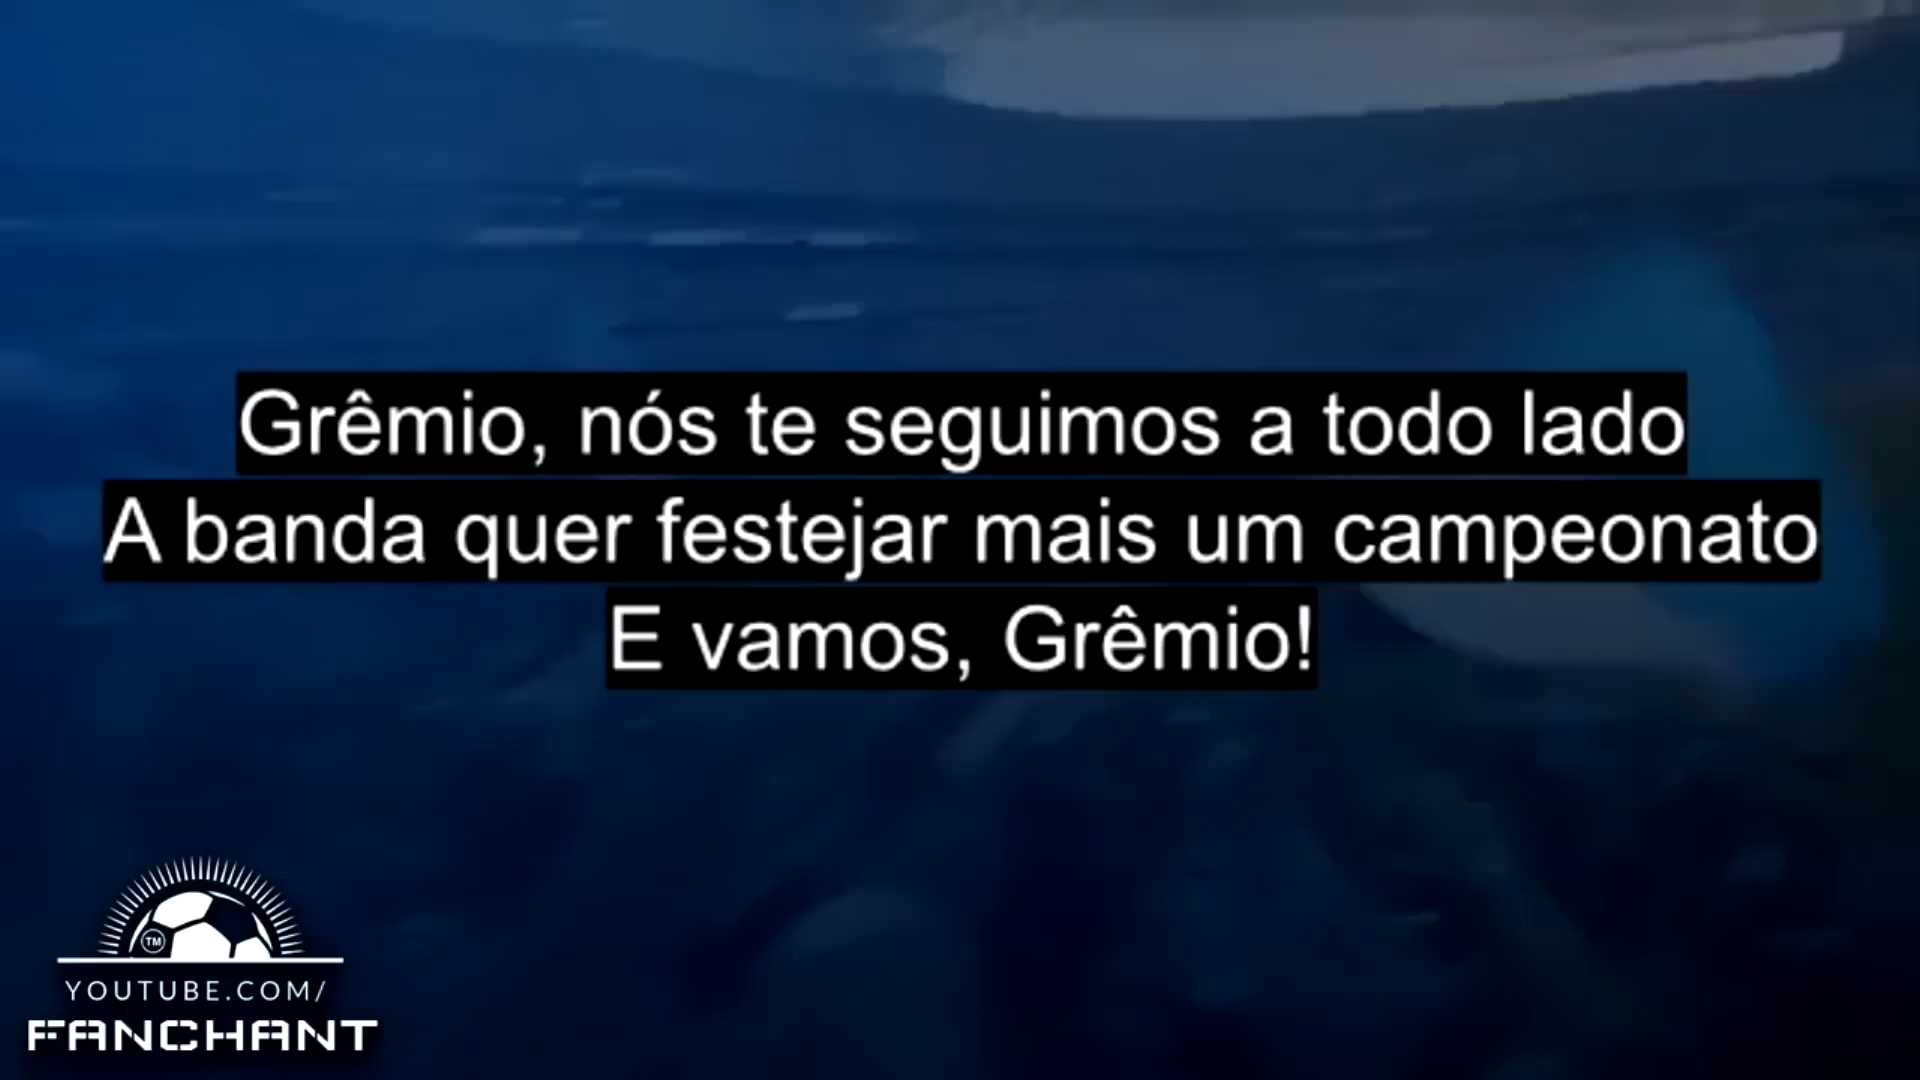 Grêmio, nós te seguimos a todo lado
A banda quer festejar mais um campeonato
E vamos, Grêmio!
TM
YOUTUBE.COM/
FANCHANT